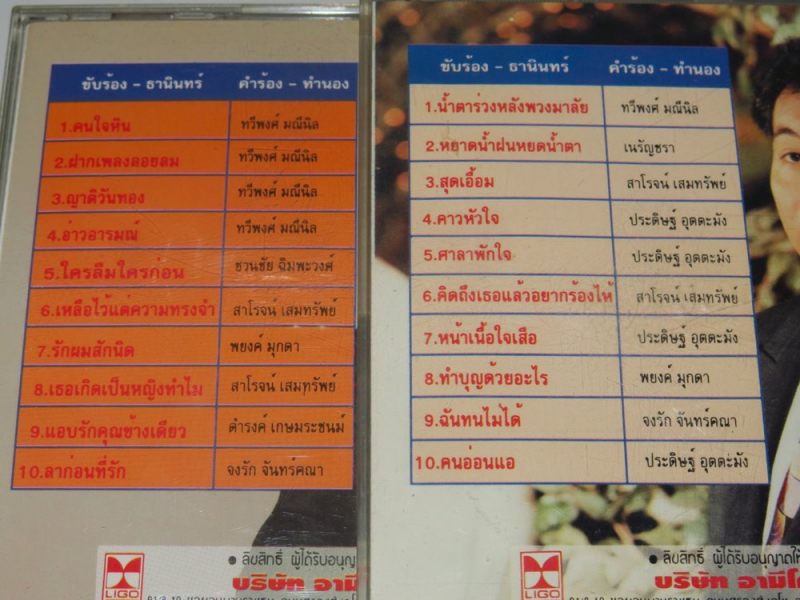 ขับร้อง - ธานินทร์ คำร้อง - ทำนอง
1.คนใจหิน ทวีพงศ์ มณีนิล
2.ฝากเพลงลอยลม ทวีพงศ์ มณีนิล
3.ญาติวันทอง ทวีพงศ์ มณีนิล
4.อ่าวอารมณ์ ทวีพงศ์ มณีนิล
5.ใครลืมใครก่อน ชวนชัย ฉิมพะวงศ์
6.เหลือไว้แต่ความทรงจำ สาโรจน์ เสมทรัพย์
7.รักผมสักนิด พยงค์ มุกดา
8.เธอเกิดเป็นหญิงทำไม สาโรจน์ เสมทรัพย์
9.แอบรักคุณข้างเดียว ดำรงค์ เกษมระชนม์
10.ลาก่อนที่รัก จงรัก จันทร์คณา
ลิขสิทธิ์ ผู้ได้รับอนุญ
LIGO
บริษัท อามี
ขับร้อง - ธานินทร์ คำร้อง - ทำนอง
1.น้ำตาร่วงหลังพวงมาลัย ทวีพงศ์ มณีนิล
2.หยาดน้ำฝนหยดน้ำตา เนรัญชรา
3.สุดเอื้อม สาโรจน์ เสมทรัพย์
4.คาวหัวใจ ประดิษฐ์ อุตตะมัง
5.ศาลาพักใจ ประดิษฐ์ อุตตะมัง
6.คิดถึงเธอแล้วอยากร้องไห้ สาโรจน์ เสมทรัพย์
7.หน้าเนื้อใจเสือ ประดิษฐ์ อุตตะมัง
8.ทำบุญด้วยอะไร พยงค์ มุกดา
9.ฉันทนไม่ได้ จงรัก จันทร์คณา
10.คนอ่อนแอ ประดิษฐ์ อุตตะมัง
ลิขสิทธิ์ ผู้ได้รับอนุญาตให้
LIGO
บริษัท อามีโ